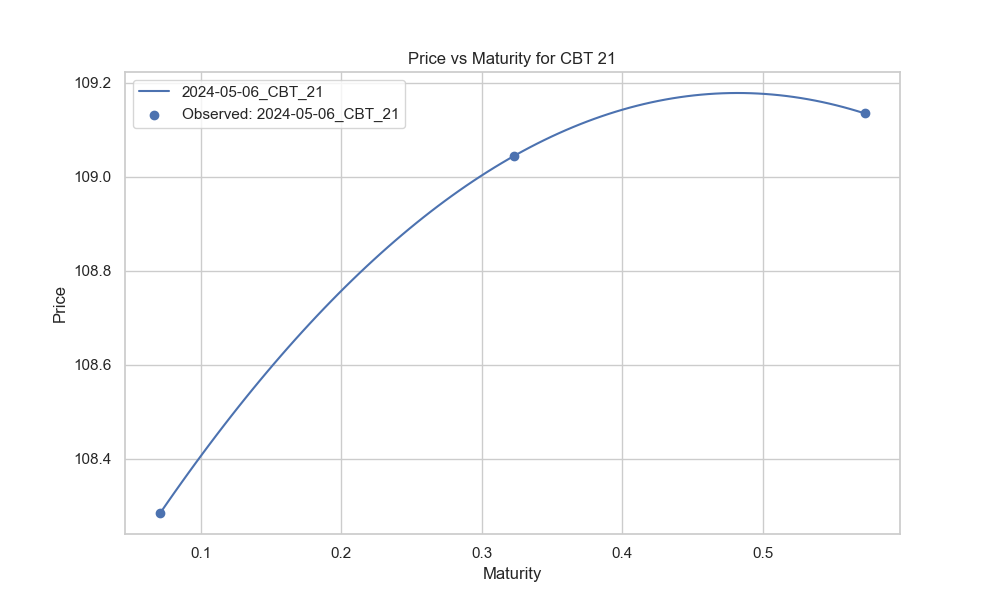 Price vs Maturity for CBT 21
2024-05-06_CBT_21
Observed: 2024-05-06_CBT_21
109.2
109.0
108.8
108.6
108.4
Price
0.1 0.2 0.3 0.4 0.5
Maturity